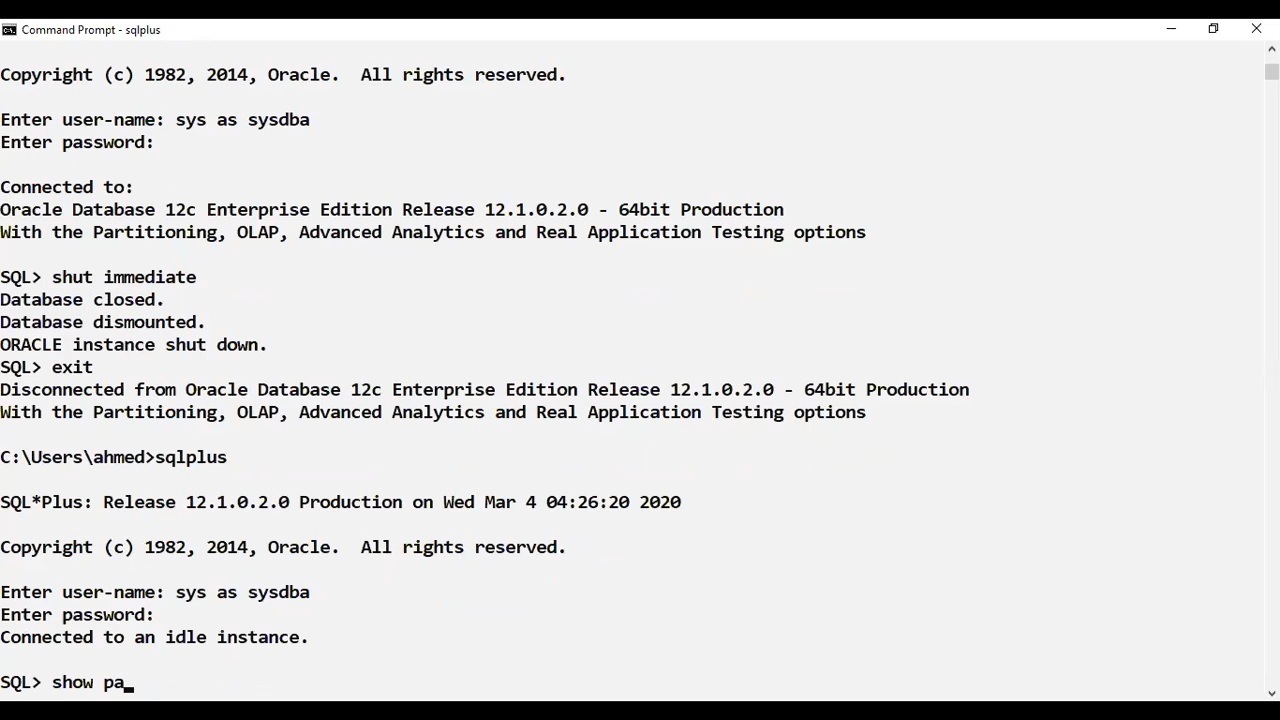 Command Prompt - sqlplus
Copyright (c) 1982, 2014, Oracle.  All rights reserved.
Enter user-name: sys as sysdba
Enter password:
Connected to:
Oracle Database 12c Enterprise Edition Release 12.1.0.2.0 - 64bit Production
With the Partitioning, OLAP, Advanced Analytics and Real Application Testing options
SQL> shut immediate
Database closed.
Database dismounted.
ORACLE instance shut down.
SQL> exit
Disconnected from Oracle Database 12c Enterprise Edition Release 12.1.0.2.0 - 64bit Production
With the Partitioning, OLAP, Advanced Analytics and Real Application Testing options
C:\Users\ahmed>sqlplus
SQL*Plus: Release 12.1.0.2.0 Production on Wed Mar 4 04:26:20 2020
Copyright (c) 1982, 2014, Oracle.  All rights reserved.
Enter user-name: sys as sysdba
Enter password:
Connected to an idle instance.
SQL> show pa